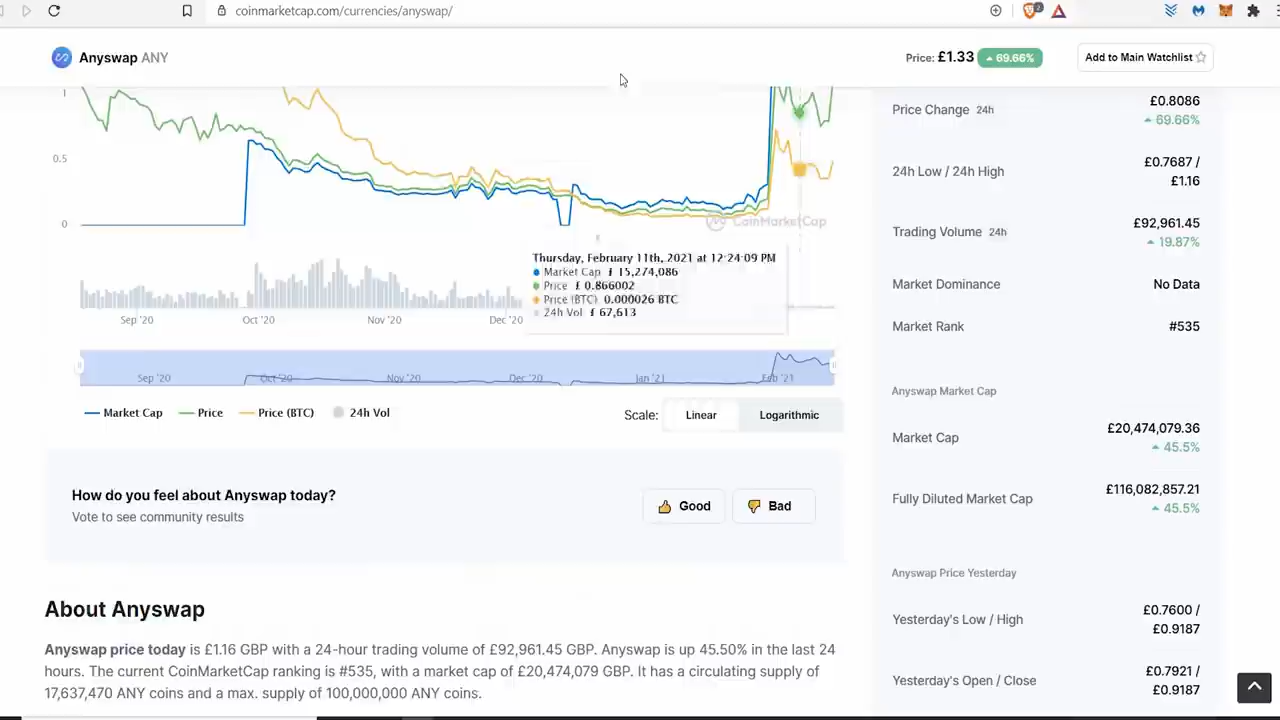 coinmarketcap.com/currencies/anyswap/
2
Anyswap ANY
Price: £1.33 69.66%
Add to Main Watchlist
1
0.5
0
CoinMarketCap
Thursday, February 11th, 2021 at 12:24:09 PM
Market Cap £ 15,274,086
Price £ 0.866002
Price (BTC) 0.000026 BTC
24h Vol £ 67,613
Sep '20 Oct '20 Nov '20 Dec '20
Sep '20 Oct '20 Nov '20 Dec '20 Jan '21 Feb '21
Market Cap Price Price (BTC) 24h Vol
Scale: Linear Logarithmic
How do you feel about Anyswap today?
Vote to see community results
Good
Bad
About Anyswap
Anyswap price today is £1.16 GBP with a 24-hour trading volume of £92,961.45 GBP. Anyswap is up 45.50% in the last 24
hours. The current CoinMarketCap ranking is #535, with a market cap of £20,474,079 GBP. It has a circulating supply of
17,637,470 ANY coins and a max. supply of 100,000,000 ANY coins.
Price Change 24h
£0.8086
69.66%
24h Low / 24h High
£0.7687 /
£1.16
Trading Volume 24h
£92,961.45
19.87%
Market Dominance
No Data
Market Rank
#535
Anyswap Market Cap
Market Cap
£20,474,079.36
45.5%
Fully Diluted Market Cap
£116,082,857.21
45.5%
Anyswap Price Yesterday
Yesterday's Low / High
£0.7600 /
£0.9187
Yesterday's Open / Close
£0.7921 /
£0.9187